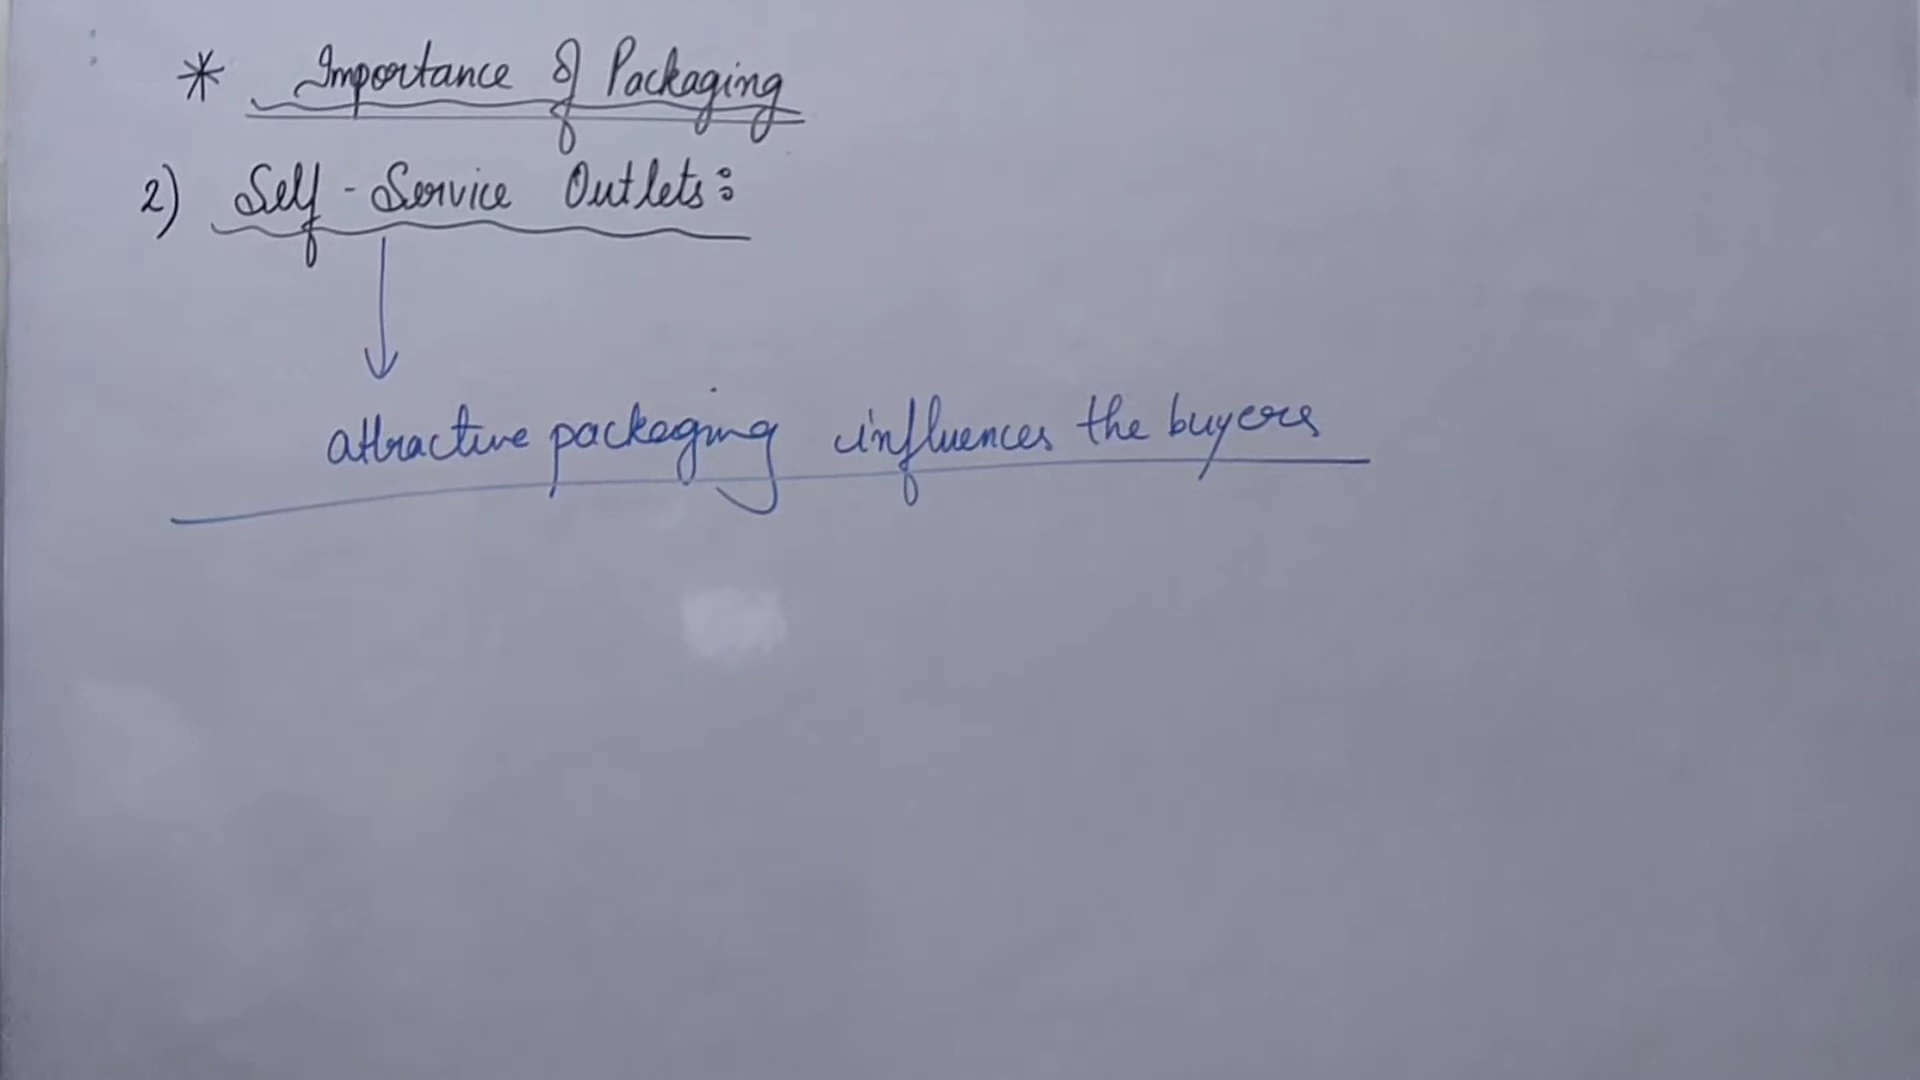 * Importance of Packaging
2) Self-Service Outlets:
attractive packaging influences the buyers